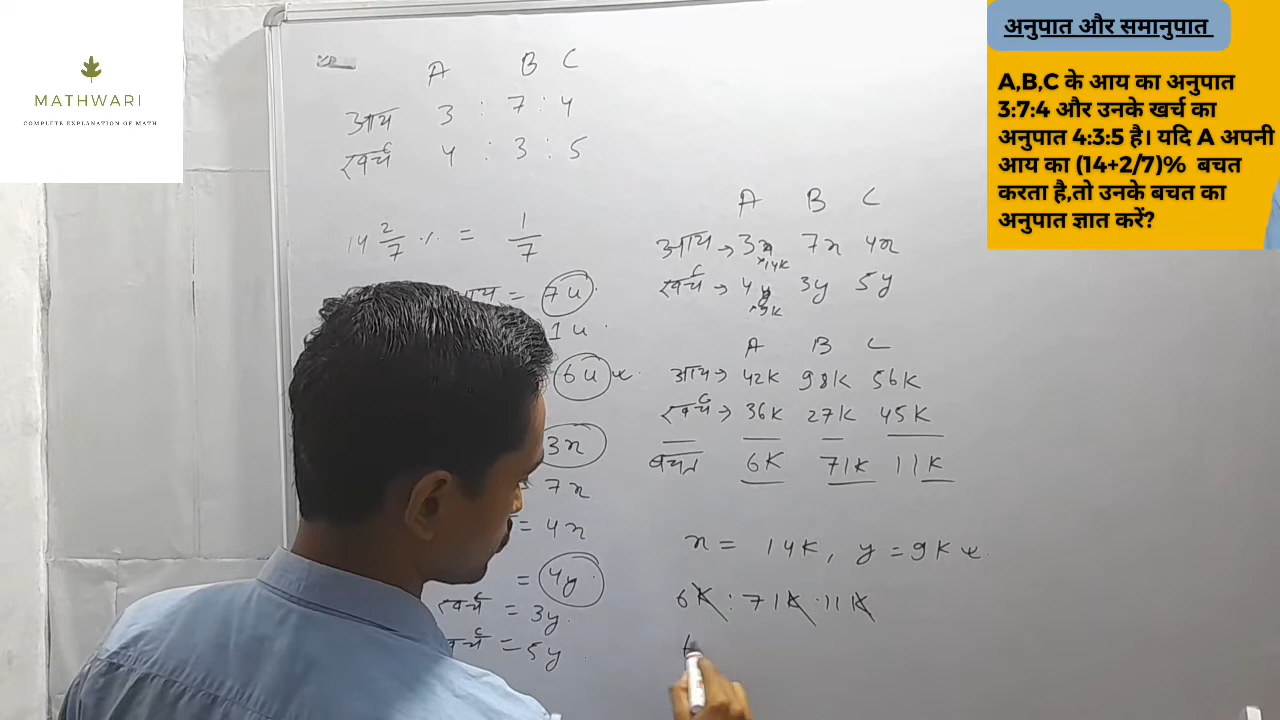 MATHWARI
COMPLETE EXPLANATION OF MATH
अनुपात और समानुपात
A,B,C के आय का अनुपात
3:7:4 और उनके खर्च का
अनुपात 4:3:5 है। यदि A अपनी
आय का (14+2/7)% बचत
करता है,तो उनके बचत का
अनुपात ज्ञात करें?
A B C
आय 3 : 7 : 4
खर्च 4 : 3 : 5
14 2/7 % = 1/7
आय = 7u
1u
6u
3x
= 7x
= 4x
= 4y
खर्च = 3y
खर्च = 5y
A B C
आय → 3x 7x 4x
×14K
खर्च → 4y 3y 5y
×9K
A B C
आय → 42K 98K 56K
खर्च → 36K 27K 45K
बचत 6K 71K 11K
x = 14K, y = 9K
6K : 71K : 11K